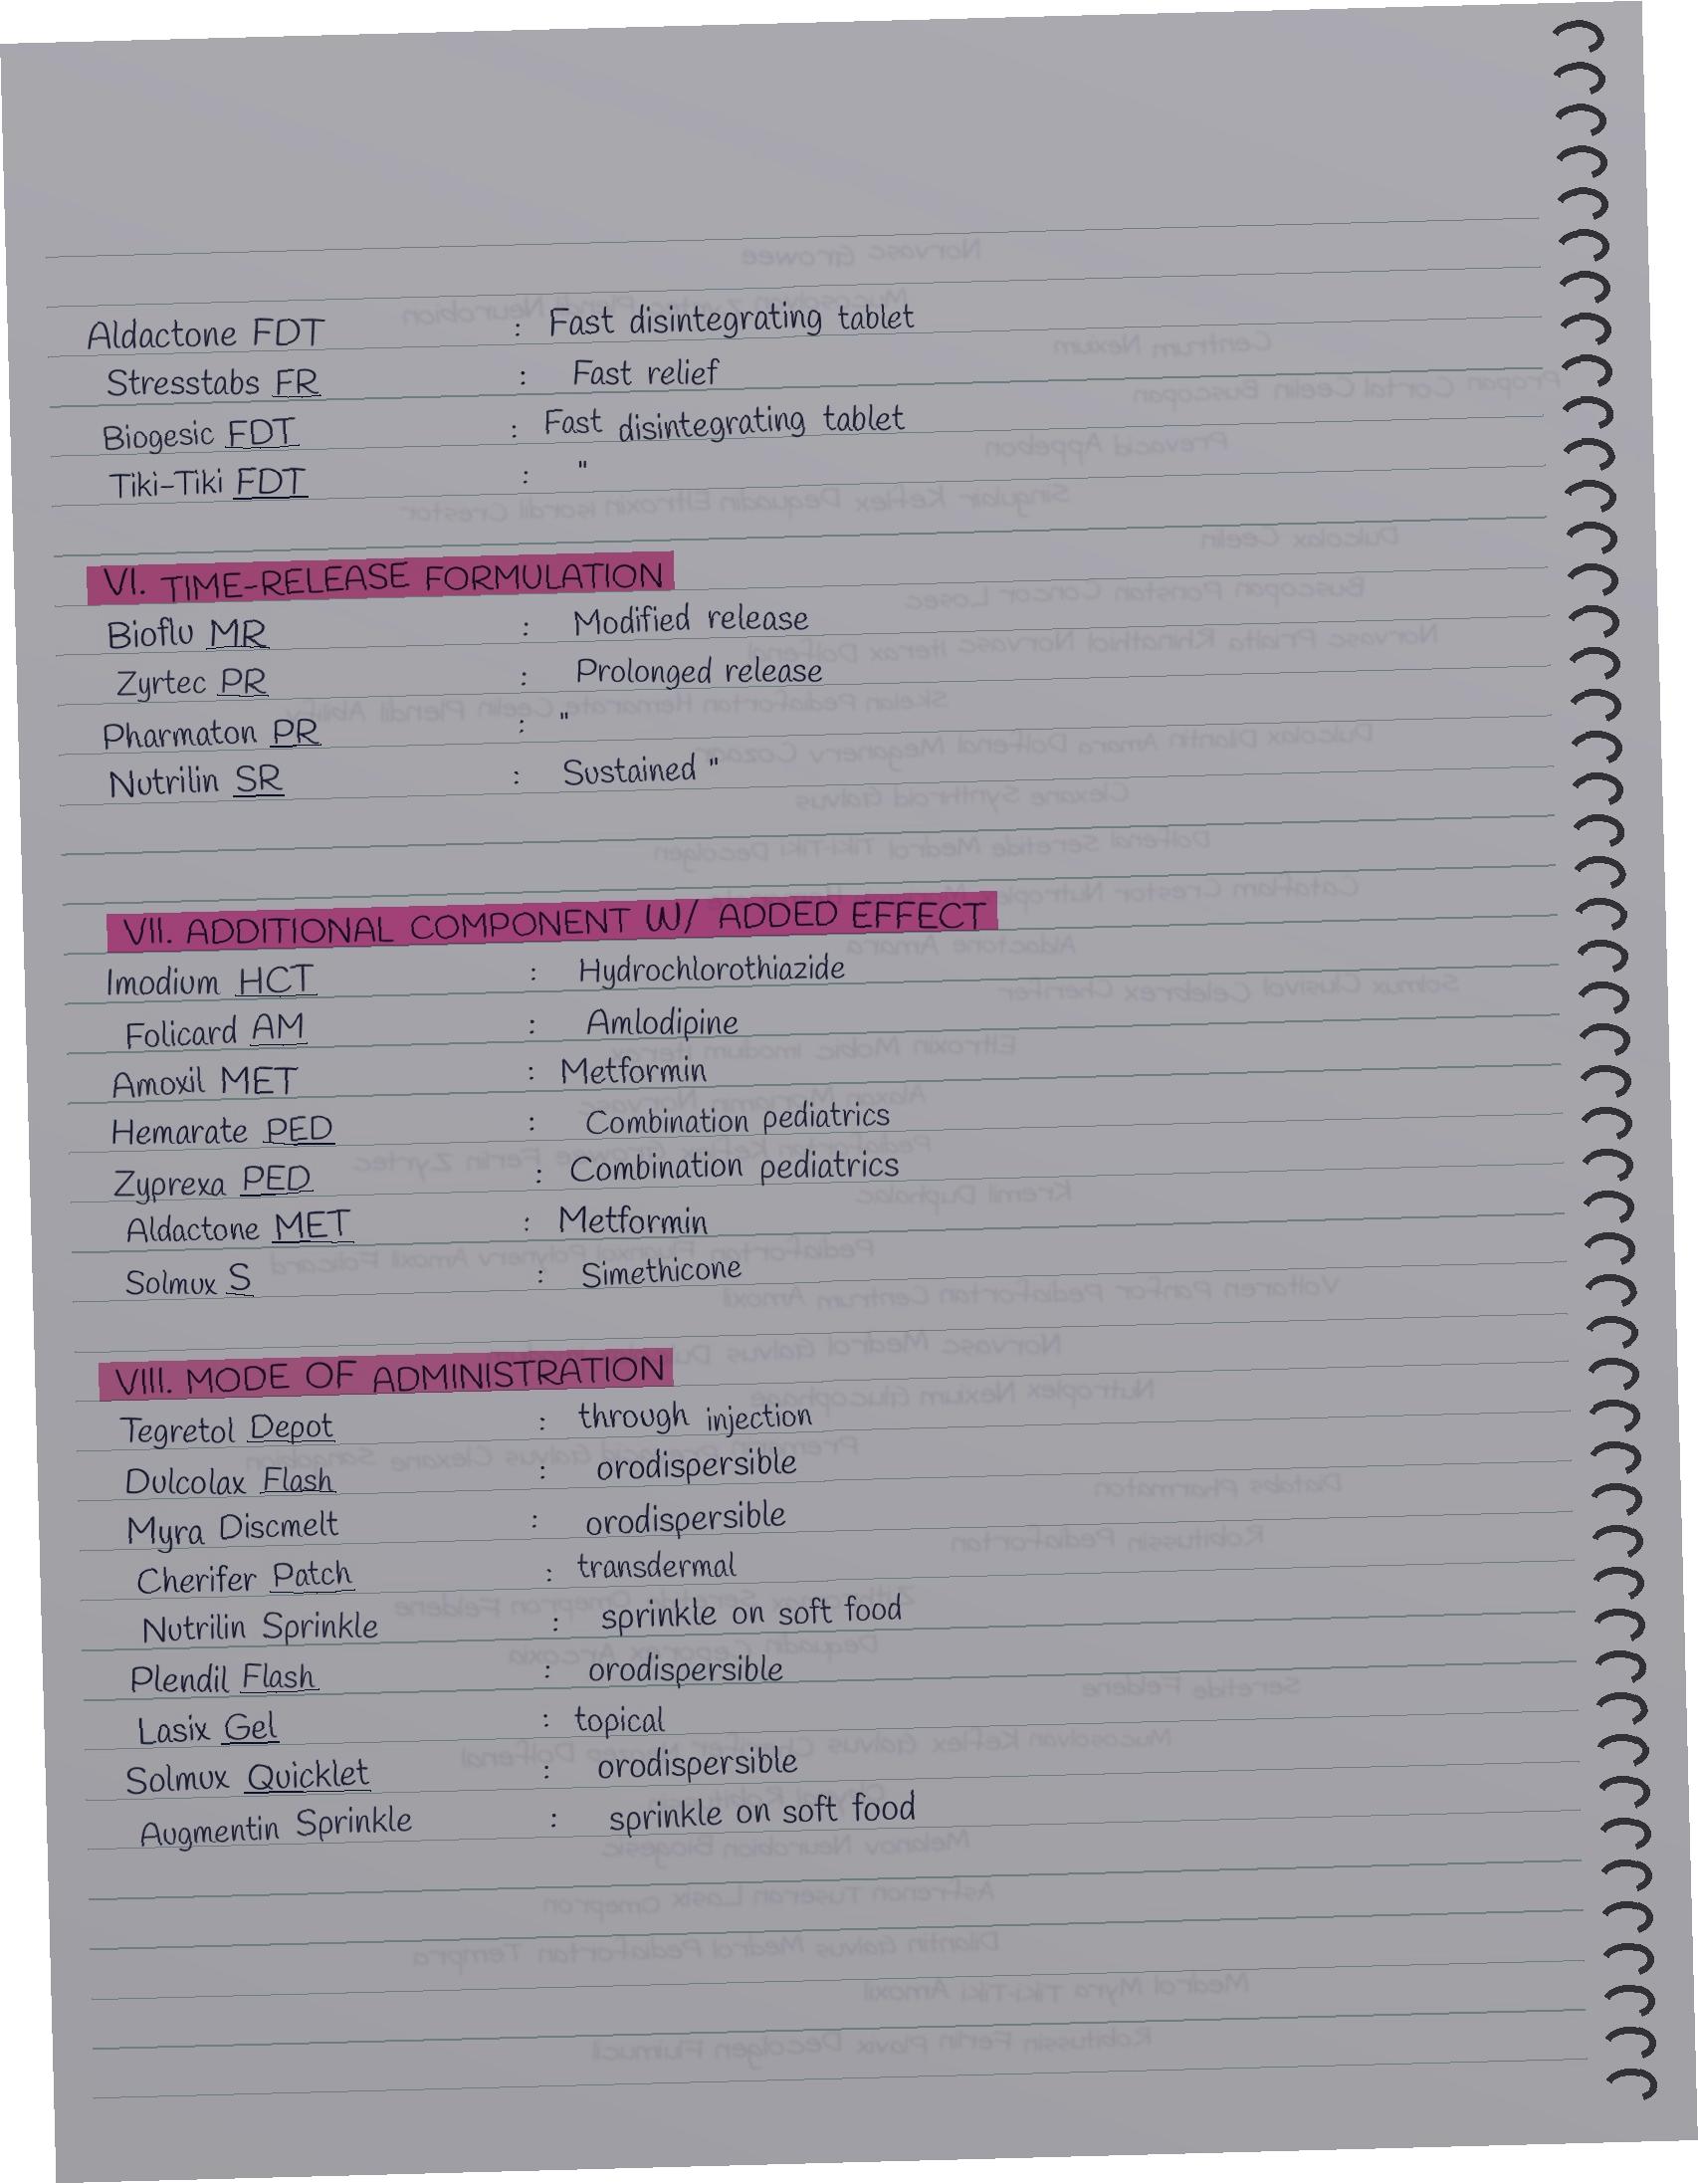 Aldactone FDT : Fast disintegrating tablet
Stresstabs FR : Fast relief
Biogesic FDT : Fast disintegrating tablet
Tiki-Tiki FDT : "
VI. TIME-RELEASE FORMULATION
Bioflu MR : Modified release
Zyrtec PR : Prolonged release
Pharmaton PR : "
Nutrilin SR : Sustained "
VII. ADDITIONAL COMPONENT W/ ADDED EFFECT
Imodium HCT : Hydrochlorothiazide
Folicard AM : Amlodipine
Amoxil MET : Metformin
Hemarate PED : Combination pediatrics
Zyprexa PED : Combination pediatrics
Aldactone MET : Metformin
Solmux S : Simethicone
VIII. MODE OF ADMINISTRATION
Tegretol Depot : through injection
Dulcolax Flash : orodispersible
Myra Discmelt : orodispersible
Cherifer Patch : transdermal
Nutrilin Sprinkle : sprinkle on soft food
Plendil Flash : orodispersible
Lasix Gel : topical
Solmux Quicklet : orodispersible
Augmentin Sprinkle : sprinkle on soft food